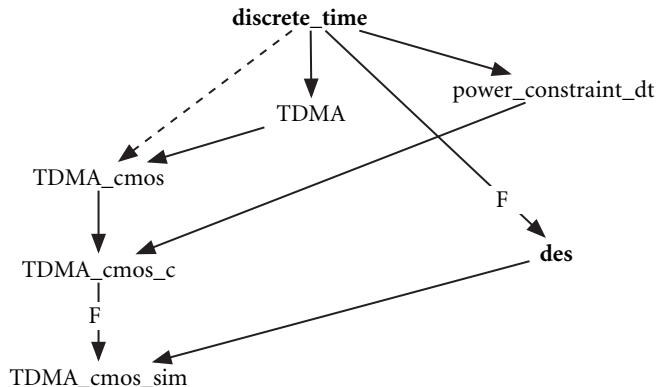 discrete_time
power_constraint_dt
TDMA
TDMA_cmos
F
des
TDMA_cmos_c
F
TDMA_cmos_sim